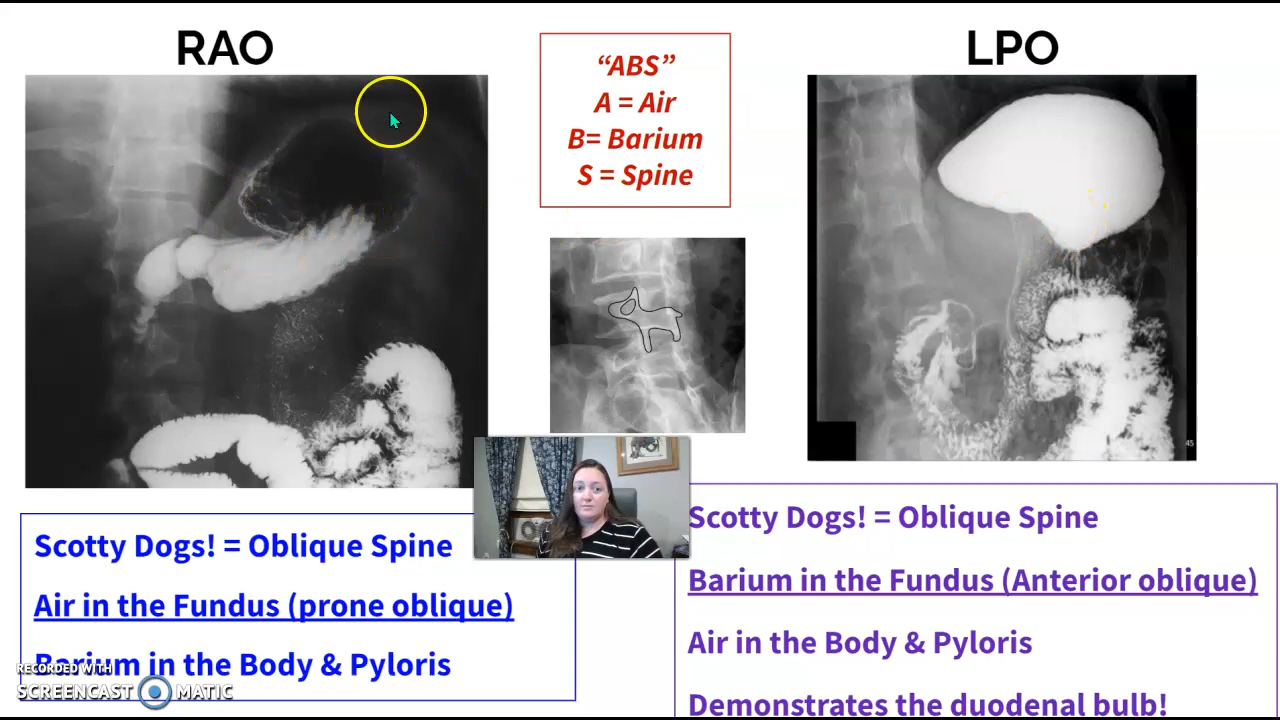 RAO
LPO
“ABS”
A = Air
B= Barium
S = Spine
45
Scotty Dogs! = Oblique Spine
Air in the Fundus (prone oblique)
Barium in the Body & Pyloris
Scotty Dogs! = Oblique Spine
Barium in the Fundus (Anterior oblique)
Air in the Body & Pyloris
Demonstrates the duodenal bulb!
RECORDED WITH
SCREENCAST MATIC